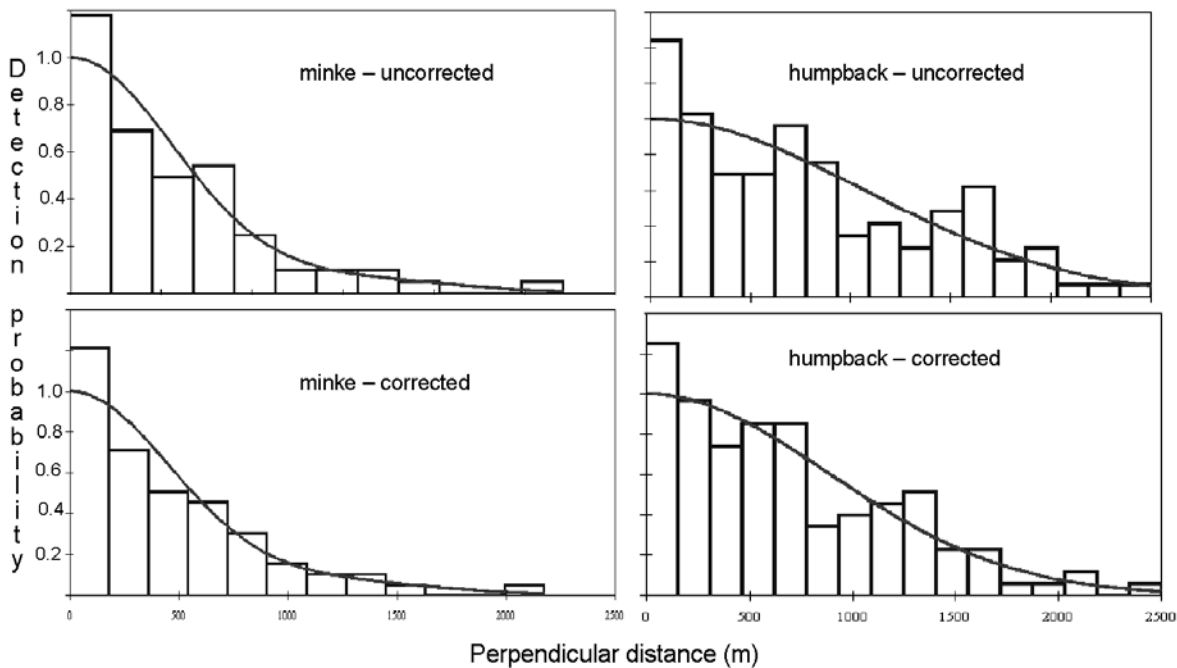 Detection probability
minke – uncorrected
1.0
0.8
0.6
0.4
0.2
humpback – uncorrected
minke – corrected
1.0
0.8
0.6
0.4
0.2
0 500 1000 1500 2000 2500
humpback – corrected
0 500 1000 1500 2000 2500
Perpendicular distance (m)